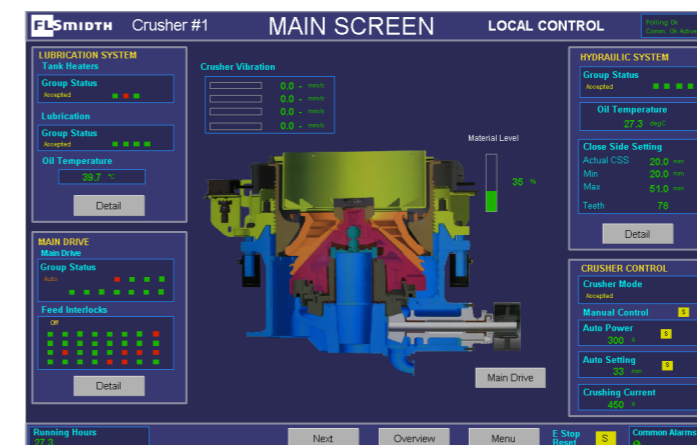 FLSMIDTH Crusher #1 MAIN SCREEN LOCAL CONTROL Polling Ok
Comm. Ok Active
LUBRICATION SYSTEM
Tank Heaters
Group Status
Accepted
Lubrication
Group Status
Accepted
Oil Temperature
39.7 °C
Detail
MAIN DRIVE
Main Drive
Group Status
Auto
Feed Interlocks
Off
Detail
Crusher Vibration
0.0 - mm/s
0.0 - mm/s
0.0 - mm/s
0.0 - mm/s
Material Level
35 %
Main Drive
HYDRAULIC SYSTEM
Group Status
Accepted
Oil Temperature
27.3 degC
Close Side Setting
Actual CSS 20.0 mm
Min 20.0 mm
Max 51.0 mm
Teeth 78
Detail
CRUSHER CONTROL
Crusher Mode
Accepted
Manual Control S
Auto Power S
300
Auto Setting S
33 mm
Crushing Current
450
Running Hours
27.3
Next Overview Menu
E Stop
Reset S
Common Alarms